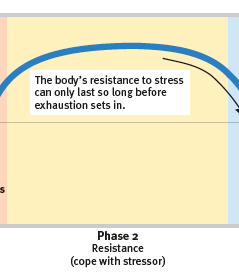 The body's resistance to stress
can only last so long before
exhaustion sets in.
s
Phase 2
Resistance
(cope with stressor)